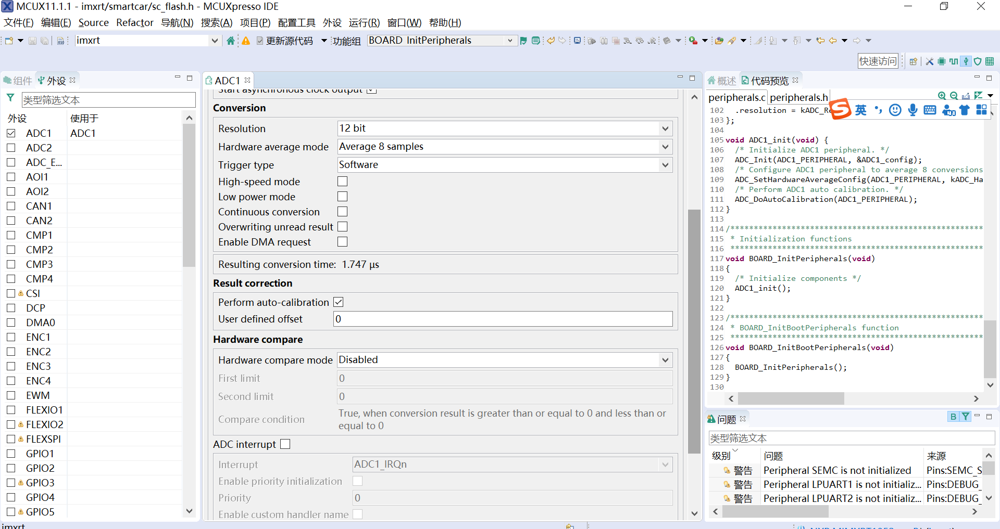 MCUX11.1.1 - imxrt/smartcar/sc_flash.h - MCUXpresso IDE
文件(F) 编辑(E) Source Refactor 导航(N) 搜索(A) 项目(P) 配置工具 外设 运行(R) 窗口(W) 帮助(H)
imxrt 更新源代码 功能组 BOARD_InitPeripherals
快速访问
组件 外设
类型筛选文本
外设 使用于
ADC1 ADC1
ADC2
ADC_E...
AOI1
AOI2
CAN1
CAN2
CMP1
CMP2
CMP3
CMP4
CSI
DCP
DMA0
ENC1
ENC2
ENC3
ENC4
EWM
FLEXIO1
FLEXIO2
FLEXSPI
GPIO1
GPIO2
GPIO3
GPIO4
GPIO5
ADC1
Start asynchronous clock output
Conversion
Resolution 12 bit
Hardware average mode Average 8 samples
Trigger type Software
High-speed mode
Low power mode
Continuous conversion
Overwriting unread result
Enable DMA request
Resulting conversion time: 1.747 μs
Result correction
Perform auto-calibration
User defined offset 0
Hardware compare
Hardware compare mode Disabled
First limit 0
Second limit 0
Compare condition True, when conversion result is greater than or equal to 0 and less than or
equal to 0
ADC interrupt
Interrupt ADC1_IRQn
Enable priority initialization
Priority 0
Enable custom handler name
概述 代码预览
peripherals.c peripherals.h
英
102 .resolution = kADC_Re
103 };
104
105 void ADC1_init(void) {
106 /* Initialize ADC1 peripheral. */
107 ADC_Init(ADC1_PERIPHERAL, &ADC1_config);
108 /* Configure ADC1 peripheral to average 8 conversions
109 ADC_SetHardwareAverageConfig(ADC1_PERIPHERAL, kADC_Ha
110 /* Perform ADC1 auto calibration. */
111 ADC_DoAutoCalibration(ADC1_PERIPHERAL);
112 }
113
114 /*******************************************************
115 * Initialization functions
116 ******************************************************
117 void BOARD_InitPeripherals(void)
118 {
119 /* Initialize components */
120 ADC1_init();
121 }
122
123 /*******************************************************
124 * BOARD_InitBootPeripherals function
125 ******************************************************
126 void BOARD_InitBootPeripherals(void)
127 {
128 BOARD_InitPeripherals();
129 }
130
问题
类型筛选文本
级别 问题 来源
警告 Peripheral SEMC is not initialized Pins:SEMC_S
警告 Peripheral LPUART1 is not initializ... Pins:DEBUG_
警告 Peripheral LPUART2 is not initializ... Pins:DEBUG_
imxrt